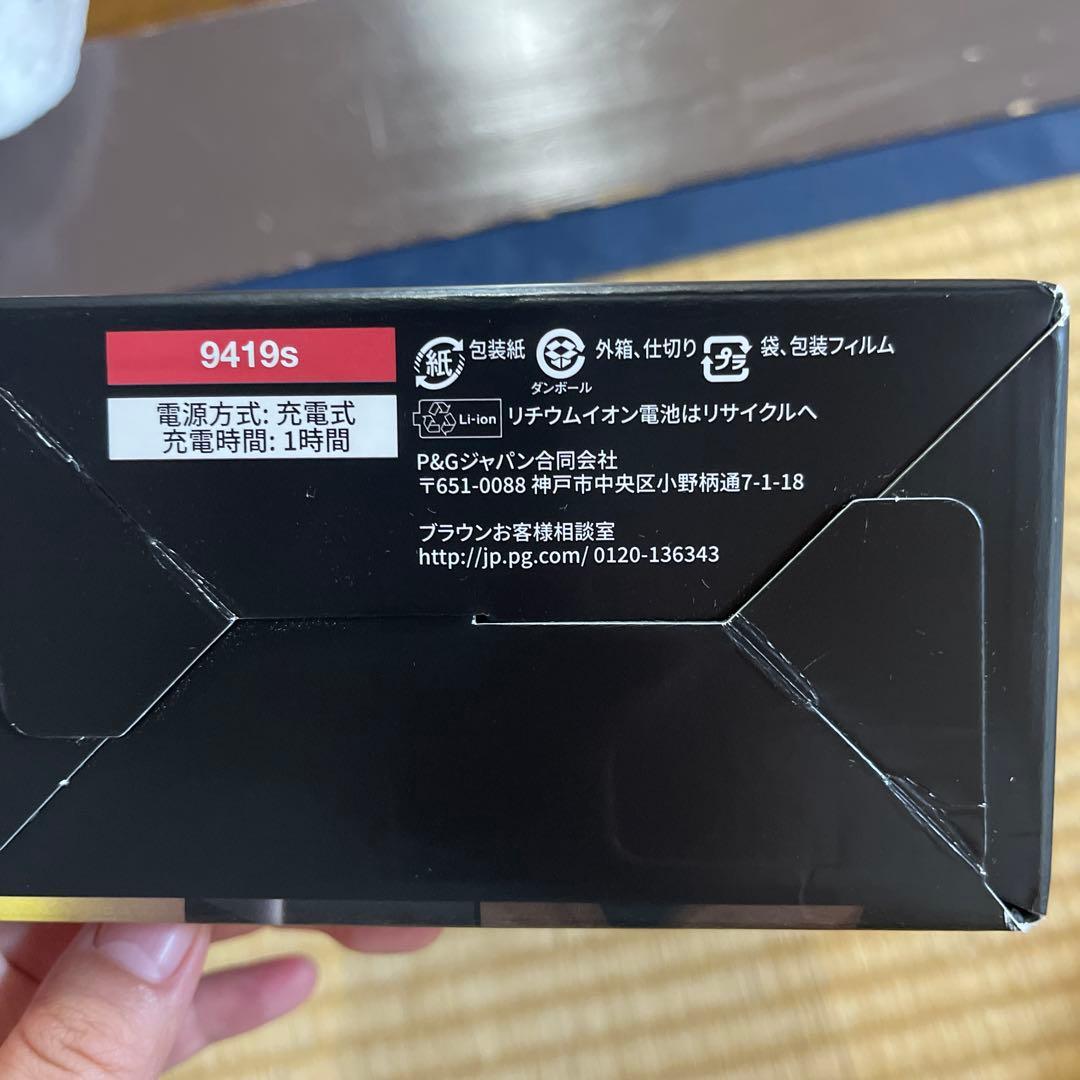 9419s
電源方式: 充電式
充電時間: 1時間
紙 包装紙 ダンボール 外箱、仕切り プラ 袋、包装フィルム
Li-ion リチウムイオン電池はリサイクルへ
P&Gジャパン合同会社
〒651-0088 神戸市中央区小野柄通7-1-18
ブラウンお客様相談室
http://jp.pg.com/ 0120-136343